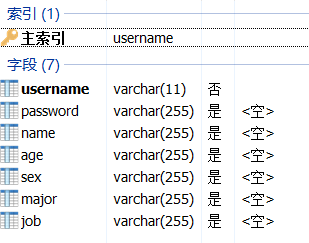 索引 (1)
主索引 username
字段 (7)
username varchar(11) 否
password varchar(255) 是 <空>
name varchar(255) 是 <空>
age varchar(255) 是 <空>
sex varchar(255) 是 <空>
major varchar(255) 是 <空>
job varchar(255) 是 <空>